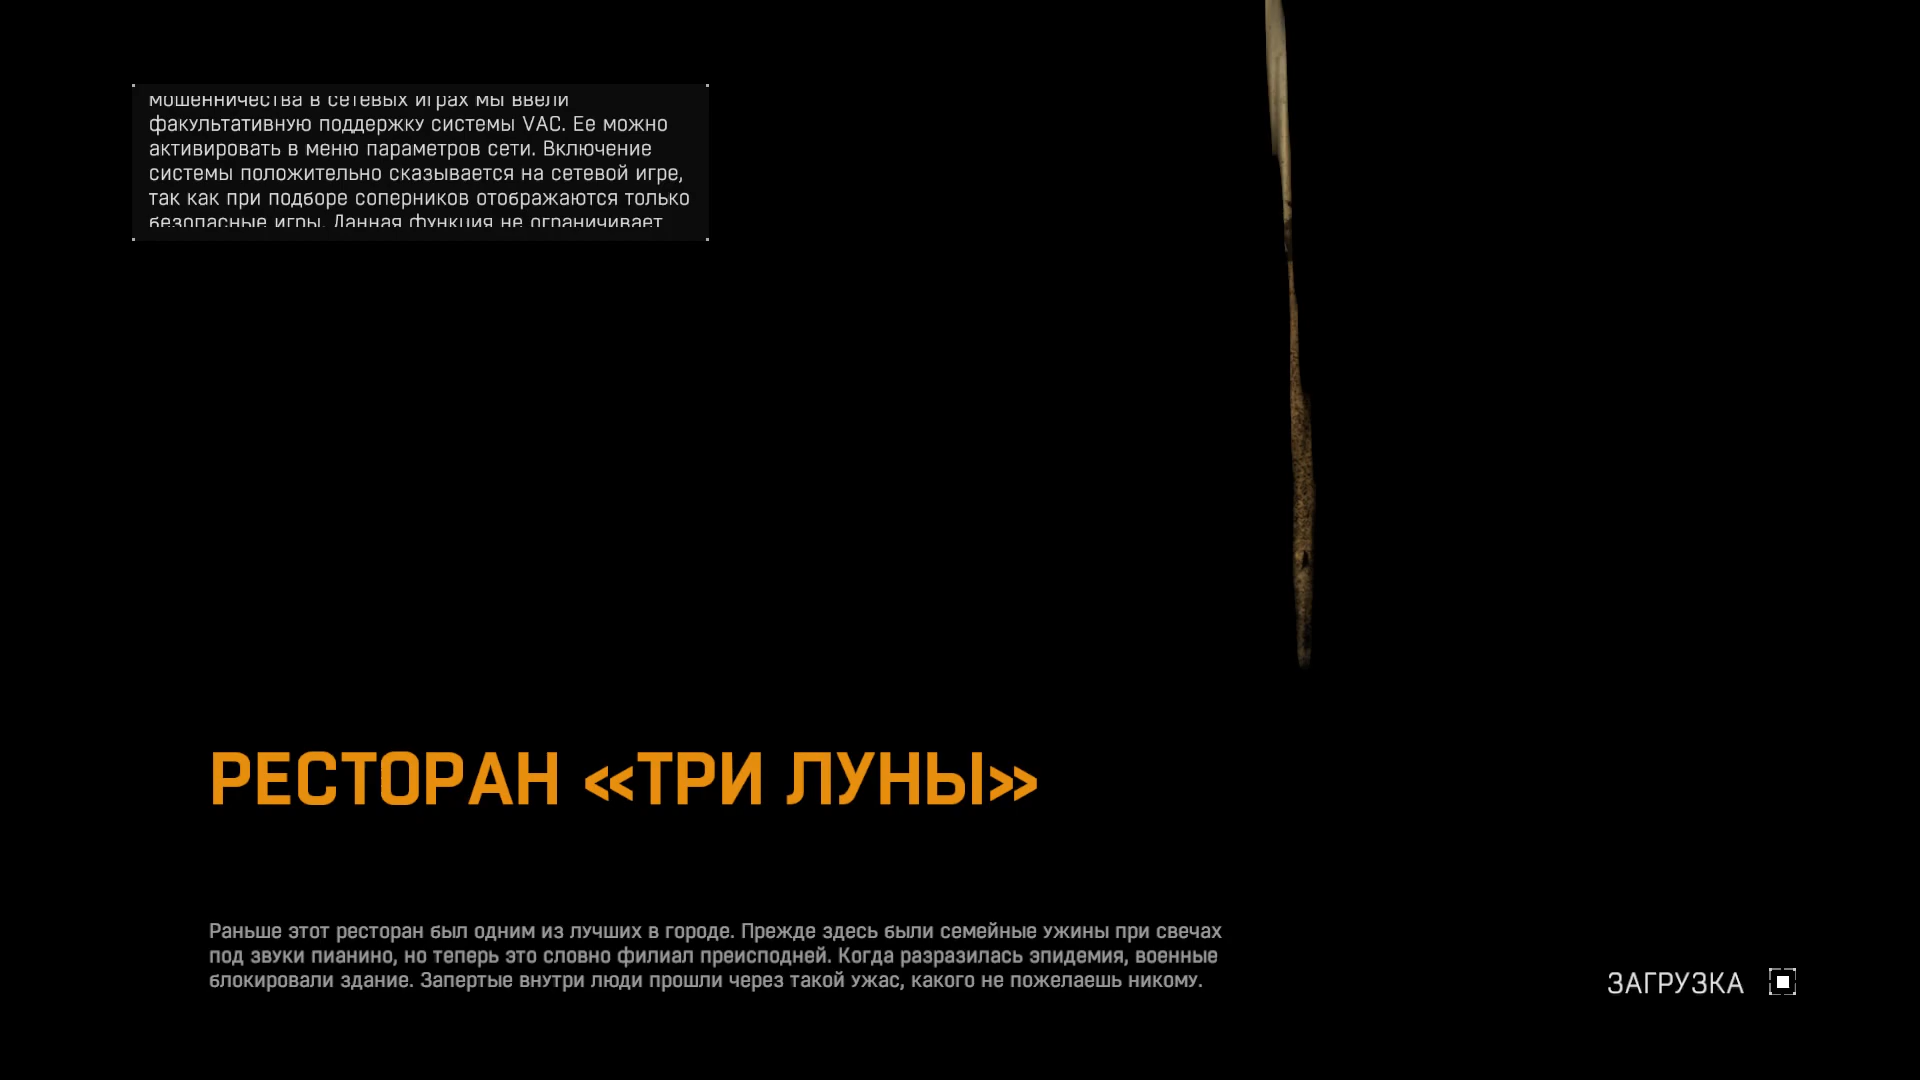 мошенничества в сетевых играх мы ввели
факультативную поддержку системы VAC. Ее можно
активировать в меню параметров сети. Включение
системы положительно сказывается на сетевой игре,
так как при подборе соперников отображаются только
безопасные игры. Данная функция не ограничивает
РЕСТОРАН «ТРИ ЛУНЫ»
Раньше этот ресторан был одним из лучших в городе. Прежде здесь были семейные ужины при свечах
под звуки пианино, но теперь это словно филиал преисподней. Когда разразилась эпидемия, военные
блокировали здание. Запертые внутри люди прошли через такой ужас, какого не пожелаешь никому.
ЗАГРУЗКА